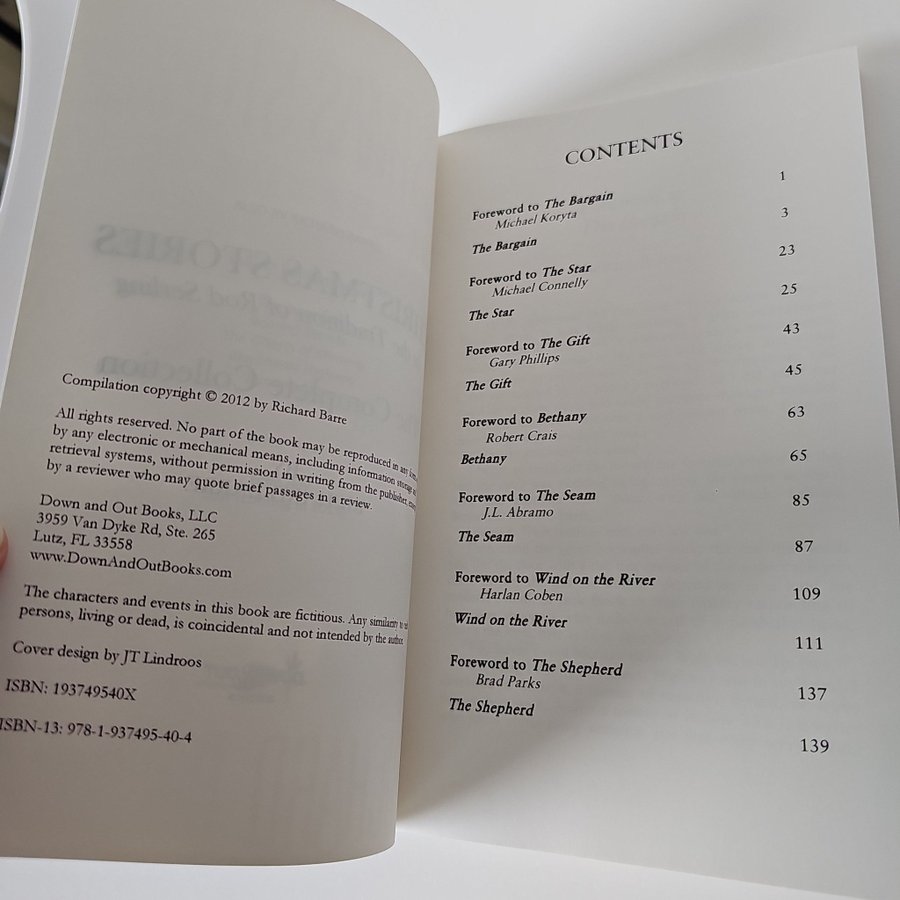 Compilation copyright © 2012 by Richard Barre
All rights reserved. No part of the book may be reproduced in any
by any electronic or mechanical means, including information storage
retrieval systems, without permission in writing from the publisher,
by a reviewer who may quote brief passages in a review.
Down and Out Books, LLC
3959 Van Dyke Rd, Ste. 265
Lutz, FL 33558
www.DownAndOutBooks.com
The characters and events in this book are fictitious. Any similarity to
persons, living or dead, is coincidental and not intended by the author.
Cover design by JT Lindroos
ISBN: 193749540X
ISBN-13: 978-1-937495-40-4
CONTENTS
Foreword to The Bargain 1
Michael Koryta
The Bargain 3
Foreword to The Star 23
Michael Connelly
The Star 25
Foreword to The Gift 43
Gary Phillips
The Gift 45
Foreword to Bethany 63
Robert Crais
Bethany 65
Foreword to The Seam 85
J.L. Abramo
The Seam 87
Foreword to Wind on the River 109
Harlan Coben
Wind on the River 111
Foreword to The Shepherd 137
Brad Parks
The Shepherd 139